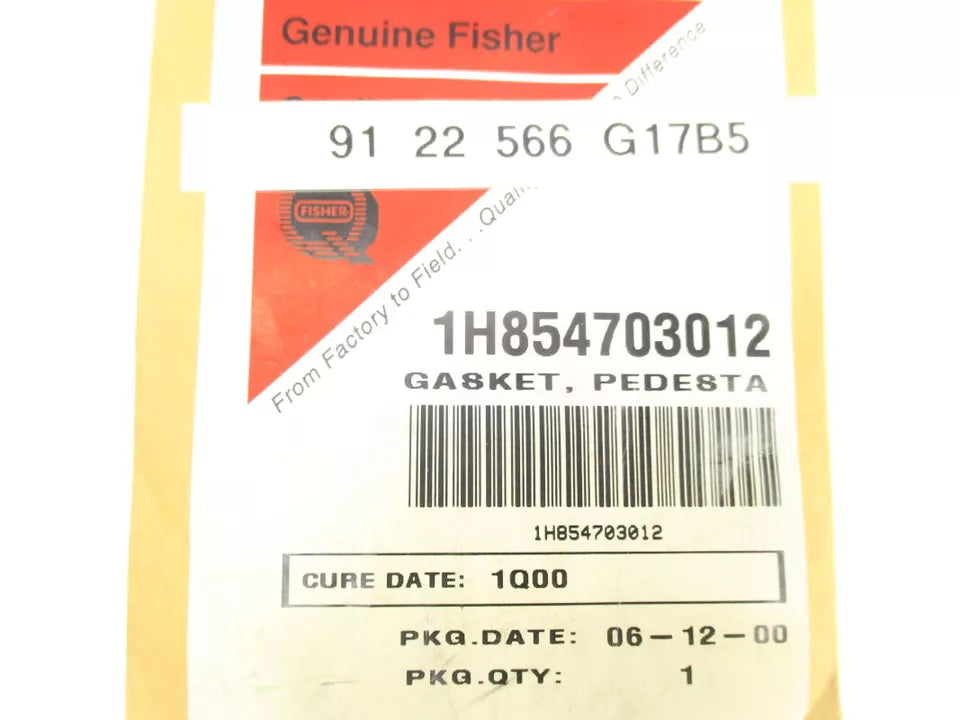 Genuine Fisher
91 22 566 G17B5
FISHER
From Factory to Field. . .Quali
Difference
1H854703012
GASKET, PEDESTA
1H854703012
CURE DATE: 1Q00
PKG.DATE: 06-12-00
PKG.QTY: 1